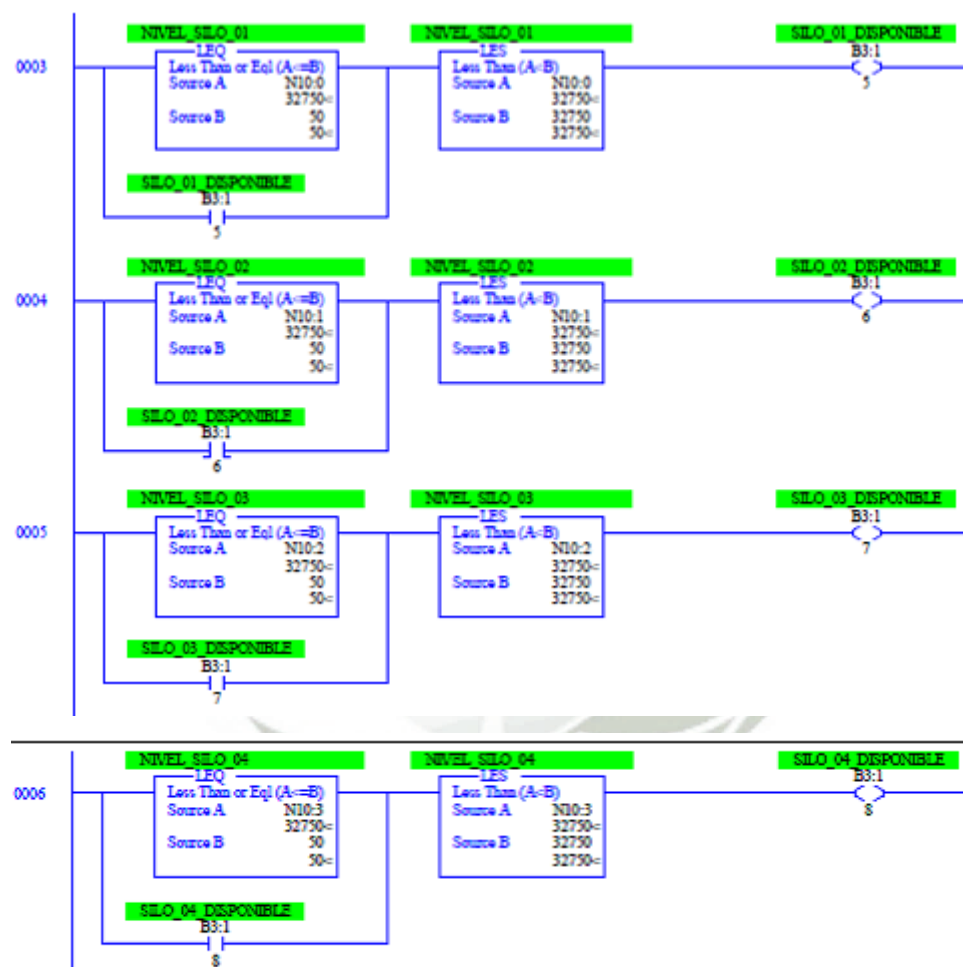 NIVEL_SILO_01 NIVEL_SILO_01 SILO_01_DISPONIBLE
LEQ LES B3:1
0003 Less Than or Eql (A<=B) Less Than (A<B)
Source A N10:0 Source A N10:0 5
32750< 32750<
Source B 50 Source B 32750
50< 32750<
SILO_01_DISPONIBLE
B3:1
5
NIVEL_SILO_02 NIVEL_SILO_02 SILO_02_DISPONIBLE
LEQ LES B3:1
0004 Less Than or Eql (A<=B) Less Than (A<B)
Source A N10:1 Source A N10:1 6
32750< 32750<
Source B 50 Source B 32750
50< 32750<
SILO_02_DISPONIBLE
B3:1
6
NIVEL_SILO_03 NIVEL_SILO_03 SILO_03_DISPONIBLE
LEQ LES B3:1
0005 Less Than or Eql (A<=B) Less Than (A<B)
Source A N10:2 Source A N10:2 7
32750< 32750<
Source B 50 Source B 32750
50< 32750<
SILO_03_DISPONIBLE
B3:1
7
NIVEL_SILO_04 NIVEL_SILO_04 SILO_04_DISPONIBLE
LEQ LES B3:1
0006 Less Than or Eql (A<=B) Less Than (A<B)
Source A N10:3 Source A N10:3 8
32750< 32750<
Source B 50 Source B 32750
50< 32750<
SILO_04_DISPONIBLE
B3:1
8